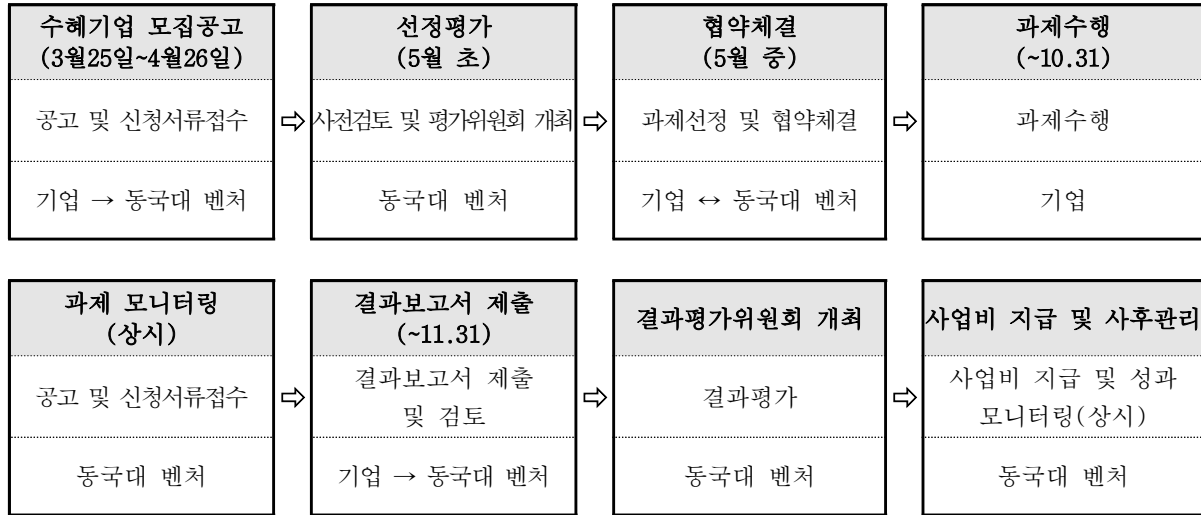 수혜기업 모집공고
(3월25일~4월26일)
공고 및 신청서류접수
기업 → 동국대 벤처
⇨
선정평가
(5월 초)
사전검토 및 평가위원회 개최
동국대 벤처
⇨
협약체결
(5월 중)
과제선정 및 협약체결
기업 ↔ 동국대 벤처
⇨
과제수행
(~10.31)
과제수행
기업
과제 모니터링
(상시)
공고 및 신청서류접수
동국대 벤처
⇨
결과보고서 제출
(~11.31)
결과보고서 제출
및 검토
기업 → 동국대 벤처
⇨
결과평가위원회 개최
결과평가
동국대 벤처
⇨
사업비 지급 및 사후관리
사업비 지급 및 성과
모니터링(상시)
동국대 벤처